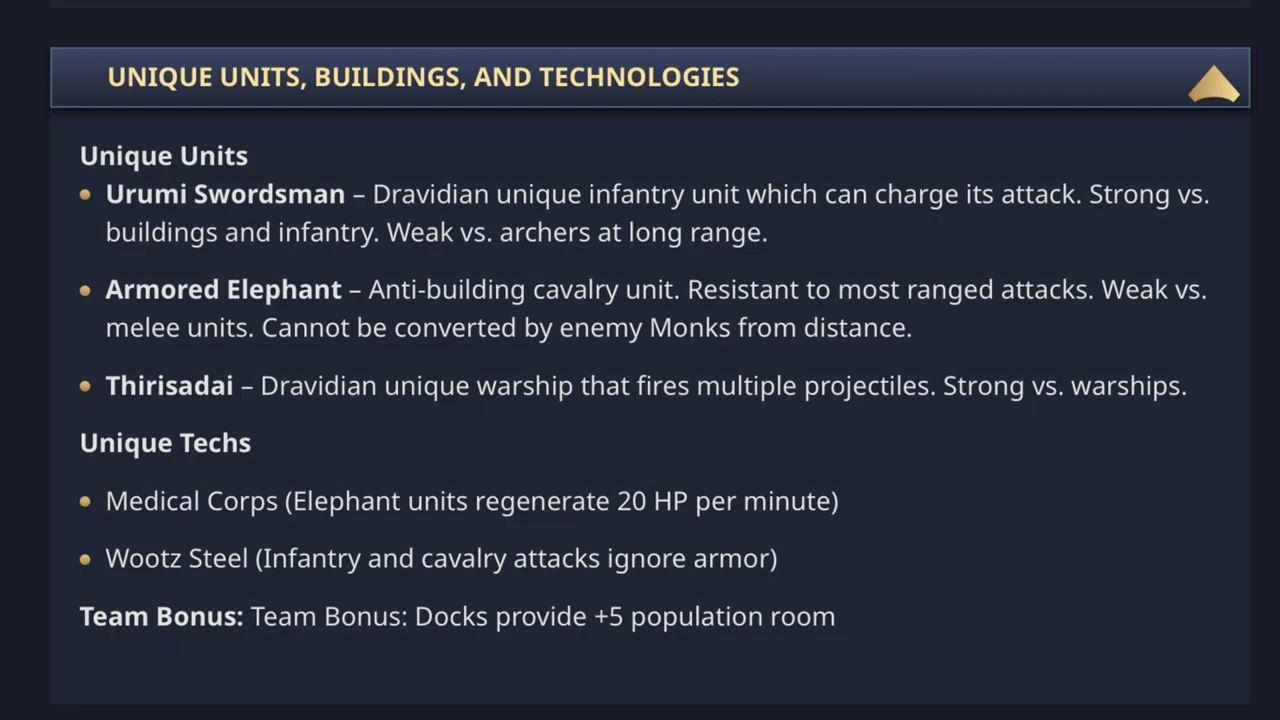 UNIQUE UNITS, BUILDINGS, AND TECHNOLOGIES
Unique Units
Urumi Swordsman – Dravidian unique infantry unit which can charge its attack. Strong vs.
buildings and infantry. Weak vs. archers at long range.
Armored Elephant – Anti-building cavalry unit. Resistant to most ranged attacks. Weak vs.
melee units. Cannot be converted by enemy Monks from distance.
Thirisadai – Dravidian unique warship that fires multiple projectiles. Strong vs. warships.
Unique Techs
Medical Corps (Elephant units regenerate 20 HP per minute)
Wootz Steel (Infantry and cavalry attacks ignore armor)
Team Bonus: Team Bonus: Docks provide +5 population room